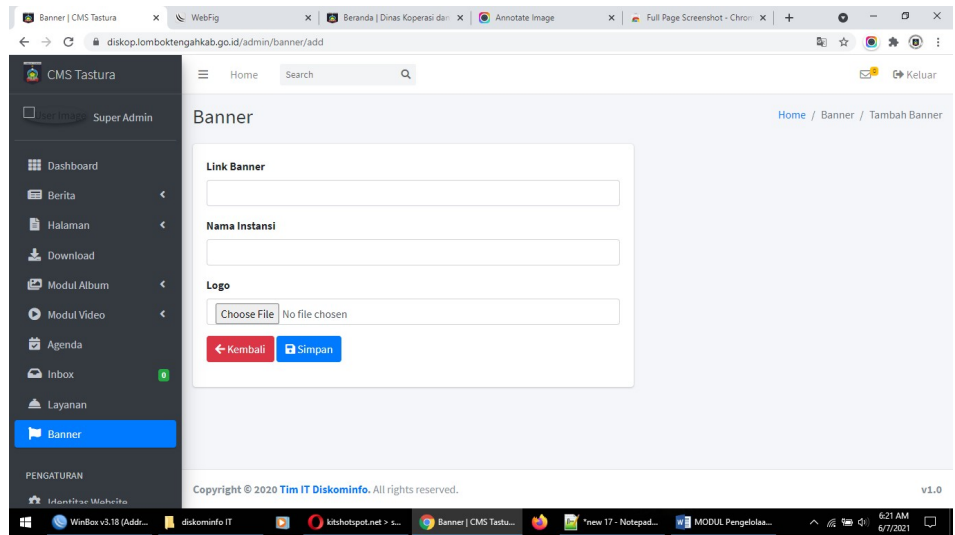 Banner | CMS Tastura
WebFig
Beranda | Dinas Koperasi dan
Annotate Image
Full Page Screenshot - Chrom
diskop.lomboktengahkab.go.id/admin/banner/add
CMS Tastura
Home
Search
Keluar
User Image
Super Admin
Banner
Home / Banner / Tambah Banner
Dashboard
Berita
Halaman
Download
Modul Album
Modul Video
Agenda
Inbox
0
Layanan
Banner
PENGATURAN
Identitas Website
Link Banner
Nama Instansi
Logo
Choose File No file chosen
Kembali
Simpan
Copyright © 2020 Tim IT Diskominfo. All rights reserved.
v1.0
WinBox v3.18 (Addr...
diskominfo IT
kitshotspot.net > s...
Banner | CMS Tastu...
*new 17 - Notepad...
MODUL Pengelolaa...
6:21 AM
6/7/2021